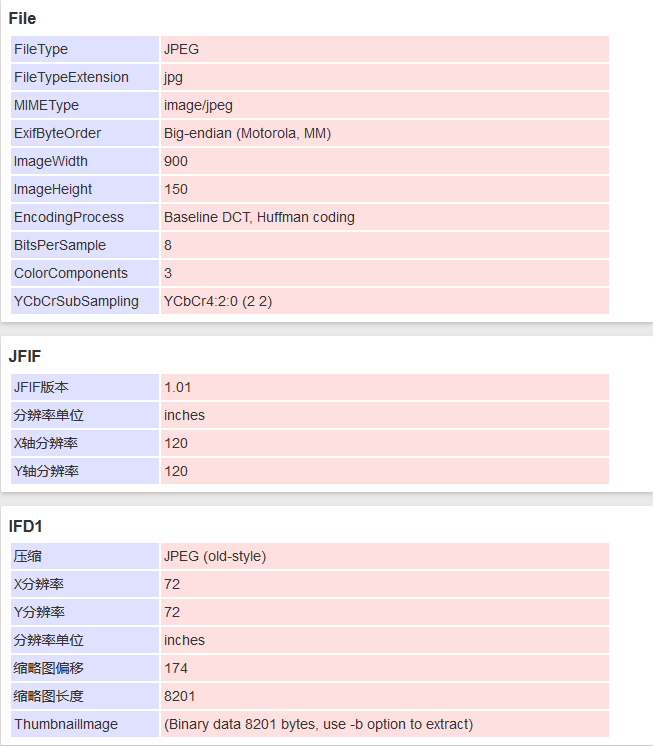 File
FileType JPEG
FileTypeExtension jpg
MIMEType image/jpeg
ExifByteOrder Big-endian (Motorola, MM)
ImageWidth 900
ImageHeight 150
EncodingProcess Baseline DCT, Huffman coding
BitsPerSample 8
ColorComponents 3
YCbCrSubSampling YCbCr4:2:0 (2 2)
JFIF
JFIF版本 1.01
分辨率单位 inches
X轴分辨率 120
Y轴分辨率 120
IFD1
压缩 JPEG (old-style)
X分辨率 72
Y分辨率 72
分辨率单位 inches
缩略图偏移 174
缩略图长度 8201
ThumbnailImage (Binary data 8201 bytes, use -b option to extract)